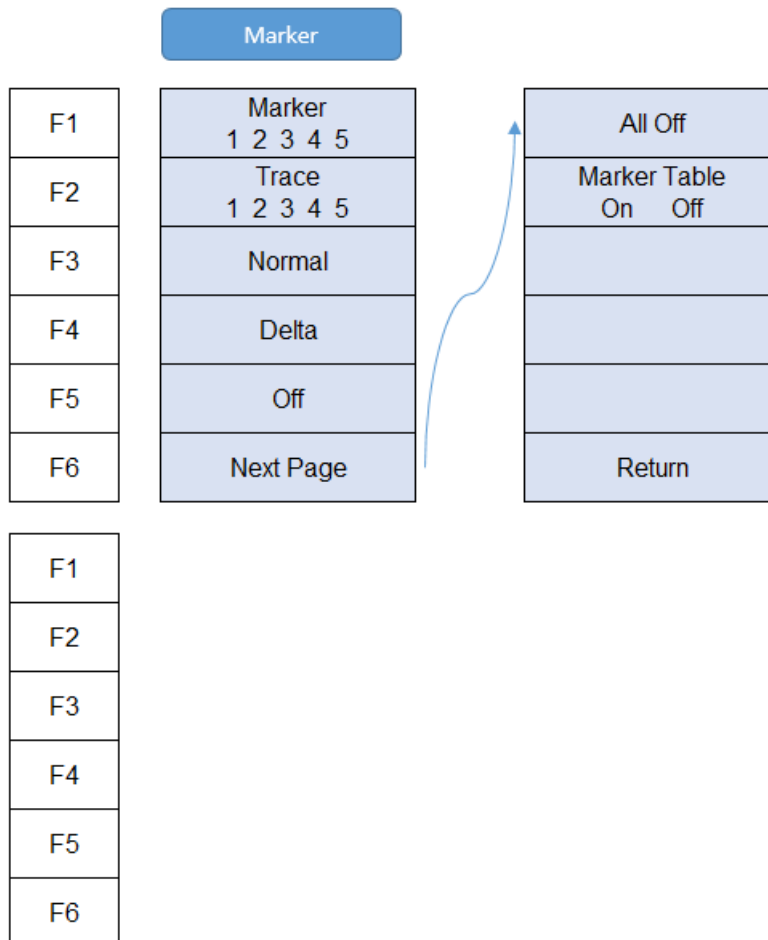 Marker
F1
Marker
1 2 3 4 5
All Off
F2
Trace
1 2 3 4 5
Marker Table
On Off
F3
Normal
F4
Delta
F5
Off
F6
Next Page
Return
F1
F2
F3
F4
F5
F6